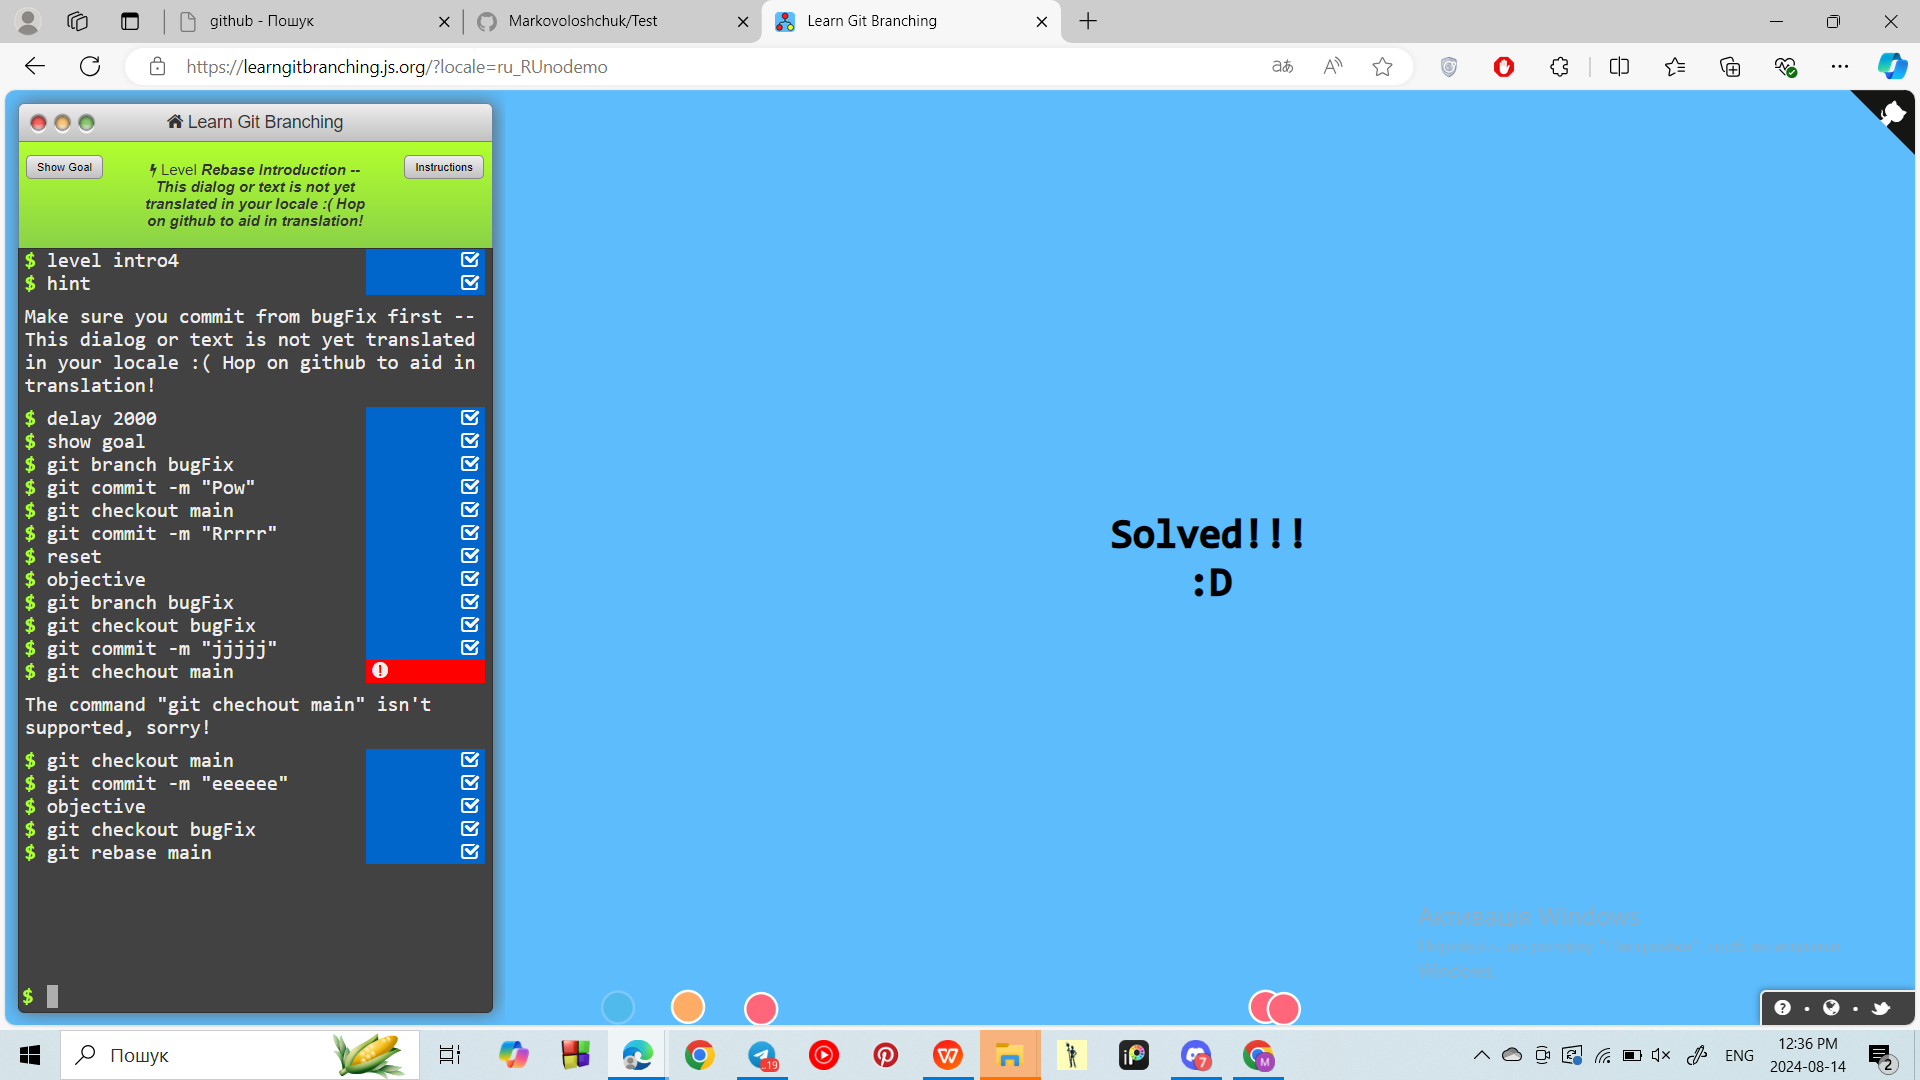 github - Пошук
Markovoloshchuk/Test
Learn Git Branching
https://learngitbranching.js.org/?locale=ru_RUnodemo
Learn Git Branching
Show Goal
Level Rebase Introduction --
This dialog or text is not yet
translated in your locale :( Hop
on github to aid in translation!
Instructions
$ level intro4
$ hint
Make sure you commit from bugFix first --
This dialog or text is not yet translated
in your locale :( Hop on github to aid in
translation!
$ delay 2000
$ show goal
$ git branch bugFix
$ git commit -m "Pow"
$ git checkout main
$ git commit -m "Rrrrr"
$ reset
$ objective
$ git branch bugFix
$ git checkout bugFix
$ git commit -m "jjjjj"
$ git chechout main
The command "git chechout main" isn't
supported, sorry!
$ git checkout main
$ git commit -m "eeeeee"
$ objective
$ git checkout bugFix
$ git rebase main
$
Solved!!!
:D
Активація Windows
Windows
Пошук
..19
7
M
ENG
12:36 PM
2024-08-14
2